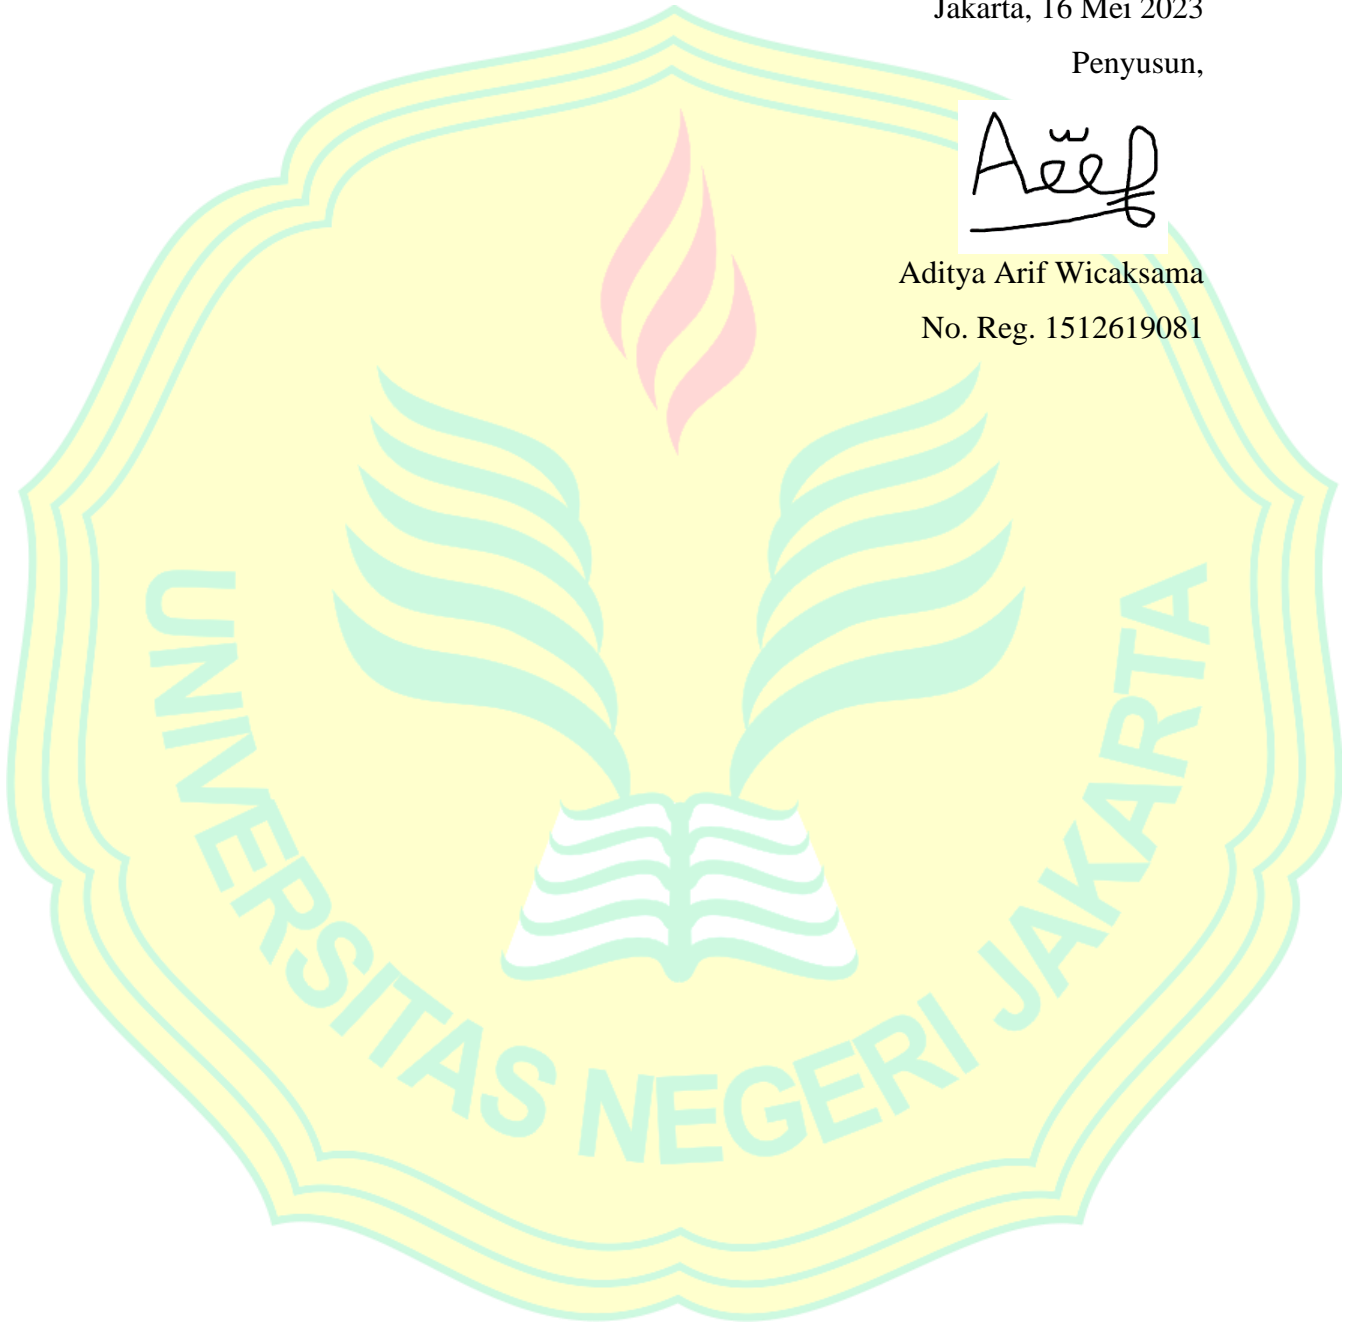 Jakarta, 16 Mei 2023
Penyusun,
Aditya Arif Wicaksama
No. Reg. 1512619081
UNIVERSITAS NEGERI JAKARTA